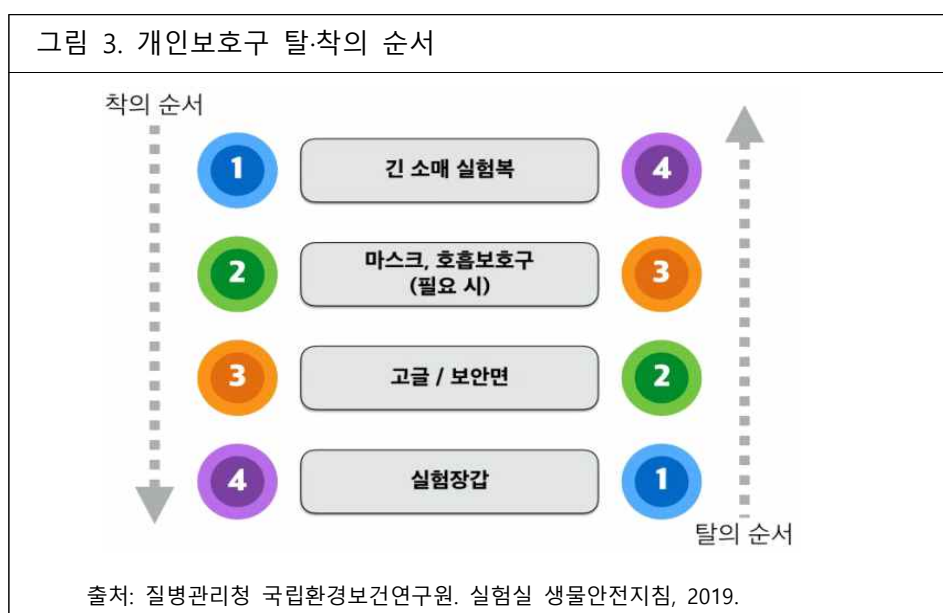 그림 3. 개인보호구 탈·착의 순서
착의 순서
1 긴 소매 실험복 4
2 마스크, 호흡보호구 3
(필요 시)
3 고글 / 보안면 2
4 실험장갑 1
탈의 순서
출처: 질병관리청 국립환경보건연구원. 실험실 생물안전지침, 2019.